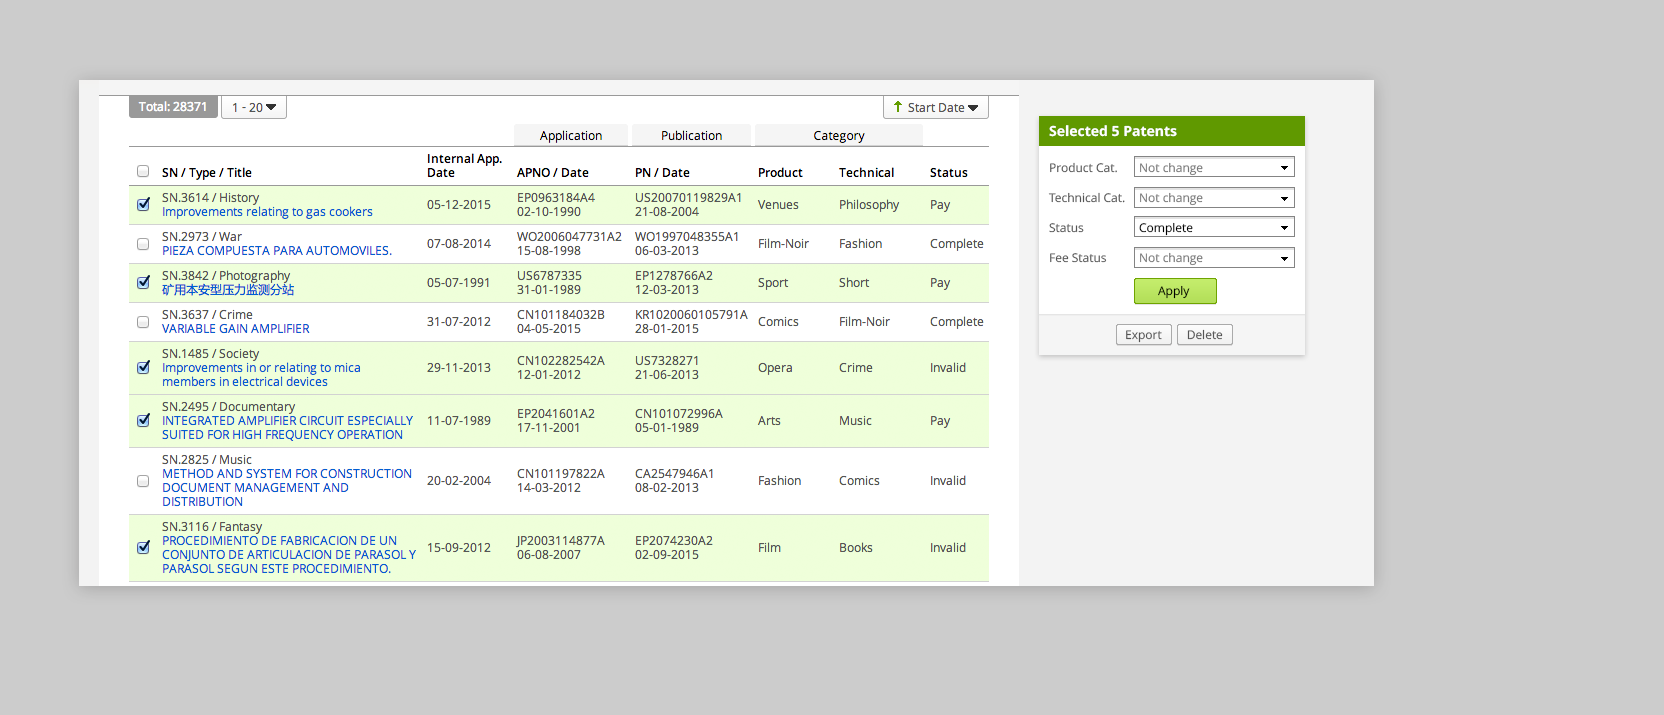 Total: 28371
1 - 20
Start Date
Application Publication Category
SN / Type / Title Internal App. Date APNO / Date PN / Date Product Technical Status
SN.3614 / History
Improvements relating to gas cookers
05-12-2015
EP0963184A4
02-10-1990
US20070119829A1
21-08-2004
Venues
Philosophy
Pay
SN.2973 / War
PIEZA COMPUESTA PARA AUTOMOVILES.
07-08-2014
WO2006047731A2
15-08-1998
WO1997048355A1
06-03-2013
Film-Noir
Fashion
Complete
SN.3842 / Photography
矿用本安型压力监测分站
05-07-1991
US6787335
31-01-1989
EP1278766A2
12-03-2013
Sport
Short
Pay
SN.3637 / Crime
VARIABLE GAIN AMPLIFIER
31-07-2012
CN101184032B
04-05-2015
KR1020060105791A
28-01-2015
Comics
Film-Noir
Complete
SN.1485 / Society
Improvements in or relating to mica
members in electrical devices
29-11-2013
CN102282542A
12-01-2012
US7328271
21-06-2013
Opera
Crime
Invalid
SN.2495 / Documentary
INTEGRATED AMPLIFIER CIRCUIT ESPECIALLY
SUITED FOR HIGH FREQUENCY OPERATION
11-07-1989
EP2041601A2
17-11-2001
CN101072996A
05-01-1989
Arts
Music
Pay
SN.2825 / Music
METHOD AND SYSTEM FOR CONSTRUCTION
DOCUMENT MANAGEMENT AND
DISTRIBUTION
20-02-2004
CN101197822A
14-03-2012
CA2547946A1
08-02-2013
Fashion
Comics
Invalid
SN.3116 / Fantasy
PROCEDIMIENTO DE FABRICACION DE UN
CONJUNTO DE ARTICULACION DE PARASOL Y
PARASOL SEGUN ESTE PROCEDIMIENTO.
15-09-2012
JP2003114877A
06-08-2007
EP2074230A2
02-09-2015
Film
Books
Invalid
Selected 5 Patents
Product Cat. Not change
Technical Cat. Not change
Status Complete
Fee Status Not change
Apply
Export Delete